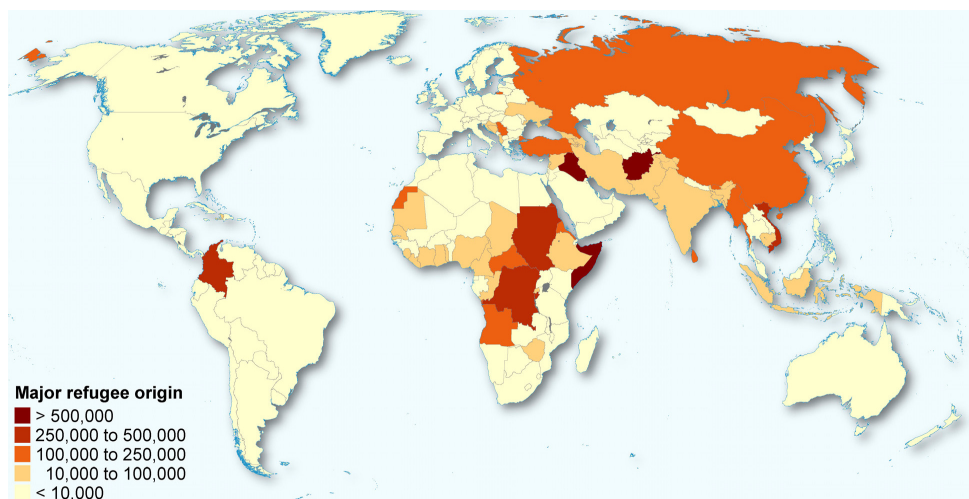 Major refugee origin
> 500,000
250,000 to 500,000
100,000 to 250,000
10,000 to 100,000
< 10,000